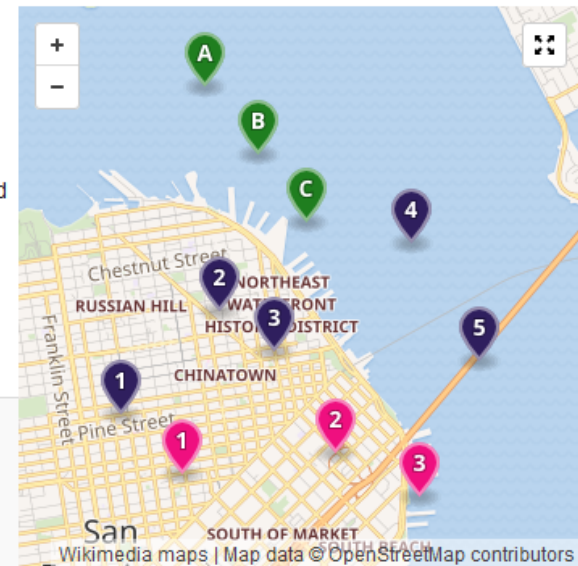 +
−
A
B
C
d
4
Chestnut Street
2
NORTHEAST
WATERFRONT
RUSSIAN HILL
3
HISTORIC DISTRICT
5
Franklin Street
CHINATOWN
1
Pine Street
2
1
3
San
SOUTH OF MARKET
SOUTH BEACH
Wikimedia maps | Map data © OpenStreetMap contributors